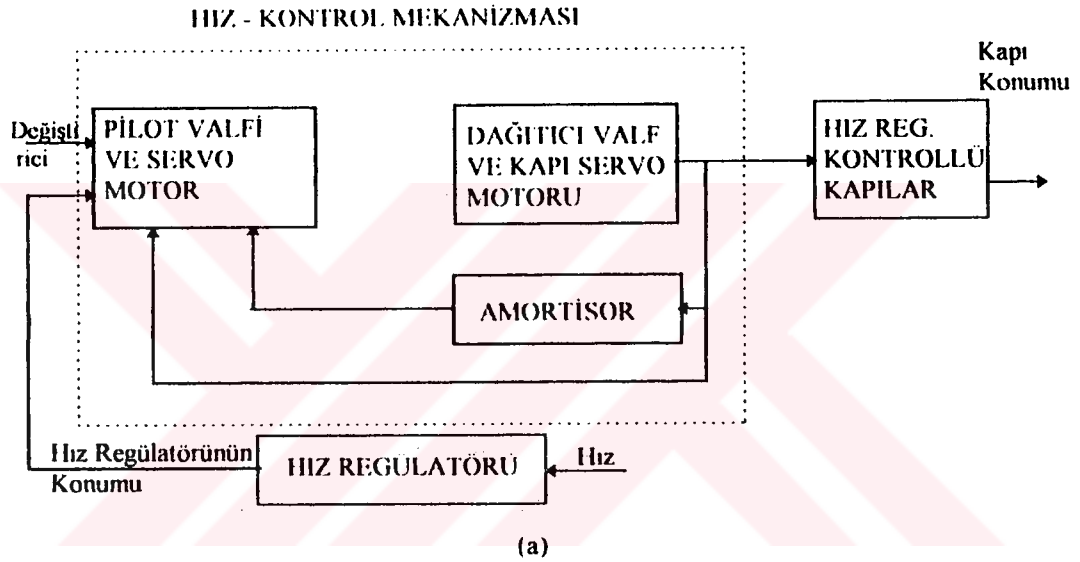 HIZ - KONTROL MEKANİZMASI
Kapı
Konumu
Değişti
rici
PİLOT VALFİ
VE SERVO
MOTOR
DAĞITICI VALF
VE KAPI SERVO
MOTORU
HIZ REG.
KONTROLLÜ
KAPILAR
AMORTİSOR
Hız Regülatörünün
Konumu
HIZ REGÜLATÖRÜ
Hız
(a)